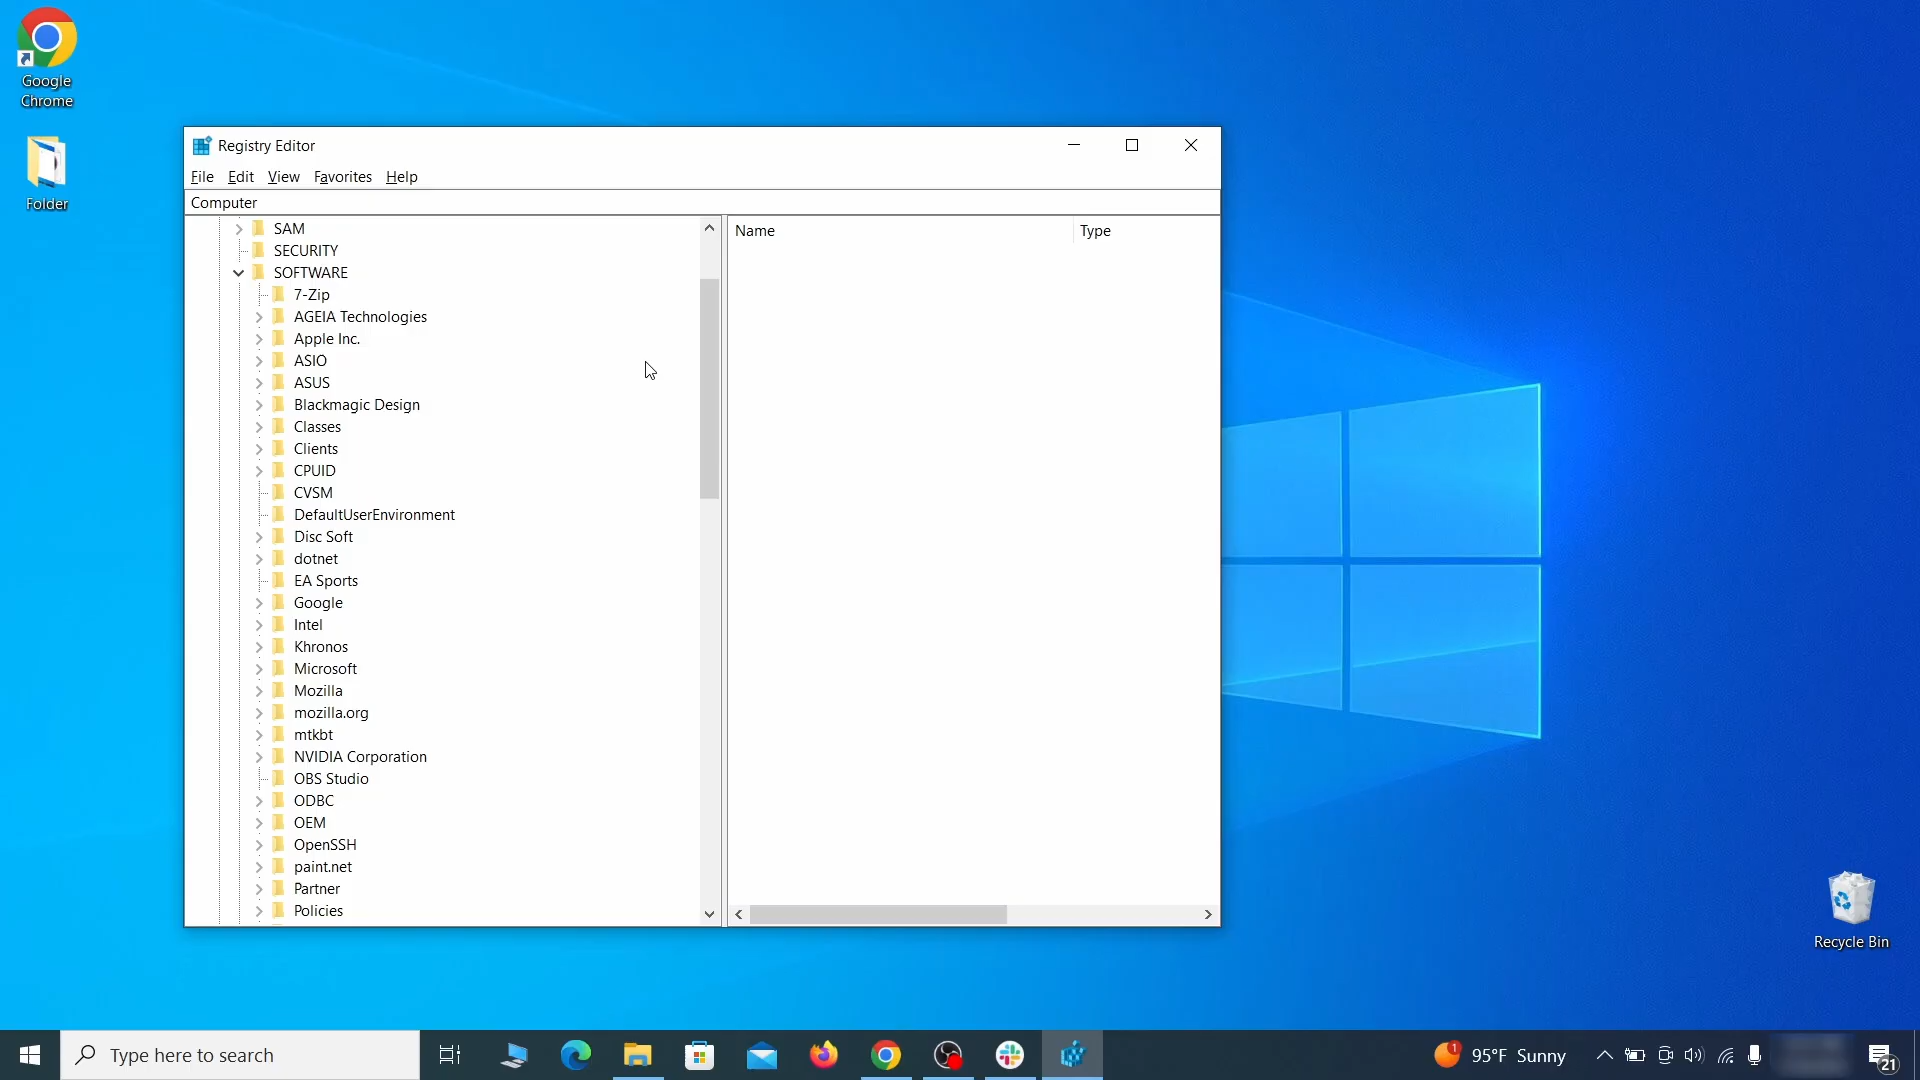 Google
Chrome
Folder
Registry Editor
File Edit View Favorites Help
Computer
Name Type
SAM
SECURITY
SOFTWARE
7-Zip
AGEIA Technologies
Apple Inc.
ASIO
ASUS
Blackmagic Design
Classes
Clients
CPUID
CVSM
DefaultUserEnvironment
Disc Soft
dotnet
EA Sports
Google
Intel
Khronos
Microsoft
Mozilla
mozilla.org
mtkbt
NVIDIA Corporation
OBS Studio
ODBC
OEM
OpenSSH
paint.net
Partner
Policies
Recycle Bin
Type here to search
1
95°F Sunny
21